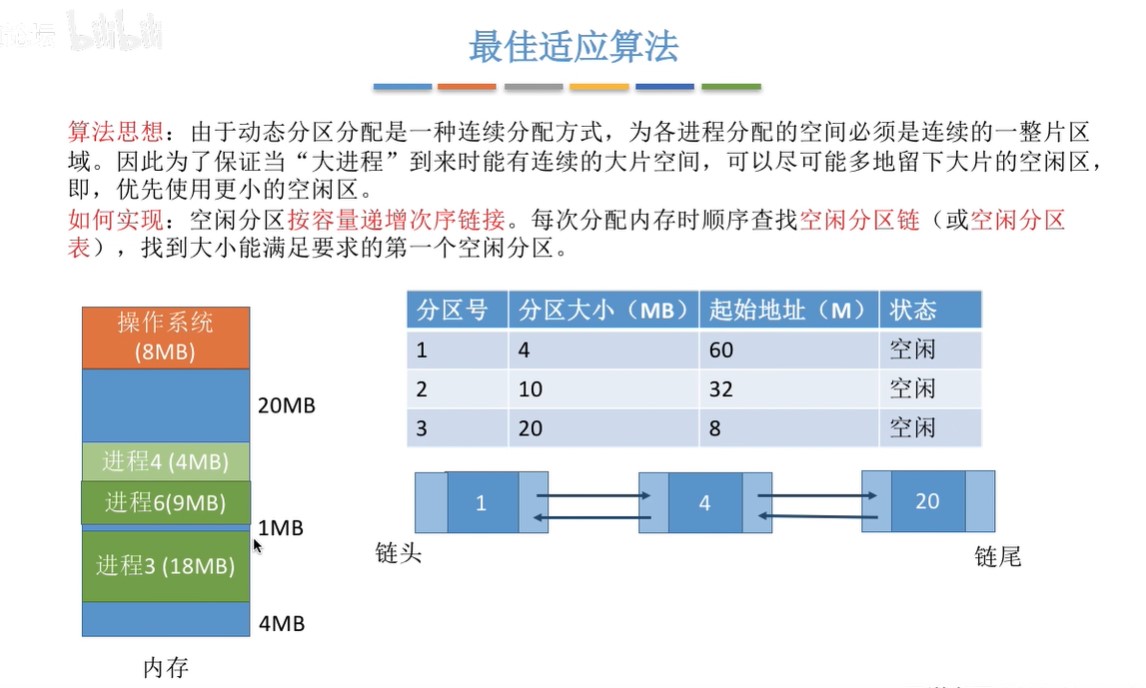 最佳适应算法
算法思想：由于动态分区分配是一种连续分配方式，为各进程分配的空间必须是连续的一整片区
域。因此为了保证当“大进程”到来时能有连续的大片空间，可以尽可能多地留下大片的空闲区，
即，优先使用更小的空闲区。
如何实现：空闲分区按容量递增次序链接。每次分配内存时顺序查找空闲分区链（或空闲分区
表），找到大小能满足要求的第一个空闲分区。
操作系统
(8MB)
20MB
进程4 (4MB)
进程6(9MB)
1MB
进程3 (18MB)
4MB
内存
分区号 分区大小（MB） 起始地址（M） 状态
1 4 60 空闲
2 10 32 空闲
3 20 8 空闲
1 4 20
链头 链尾